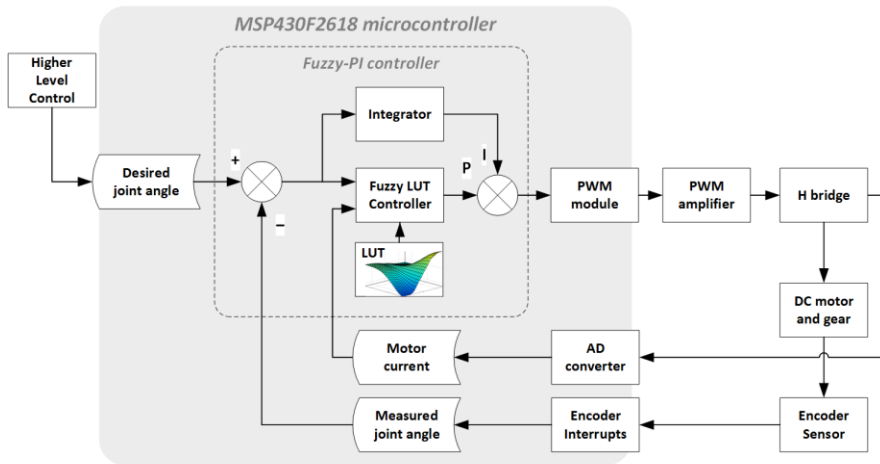 MSP430F2618 microcontroller
Fuzzy-PI controller
Higher
Level
Control
Integrator
Desired
joint angle
+
−
Fuzzy LUT
Controller
P
I
LUT
PWM
module
PWM
amplifier
H bridge
DC motor
and gear
Motor
current
AD
converter
Measured
joint angle
Encoder
Interrupts
Encoder
Sensor